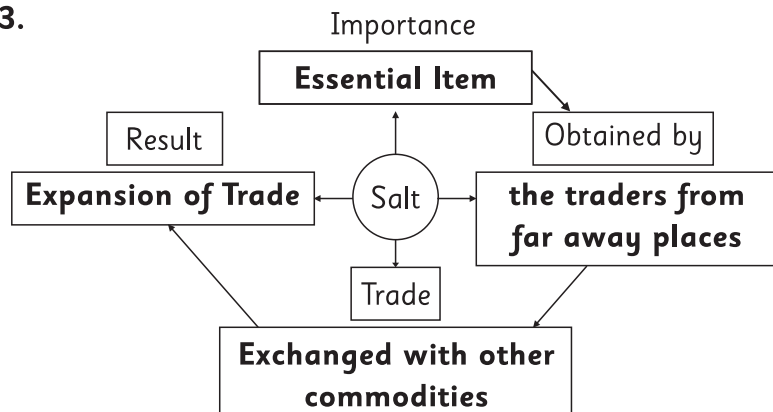 3.
Importance
Essential Item
Result
Obtained by
Expansion of Trade
Salt
the traders from
far away places
Trade
Exchanged with other
commodities